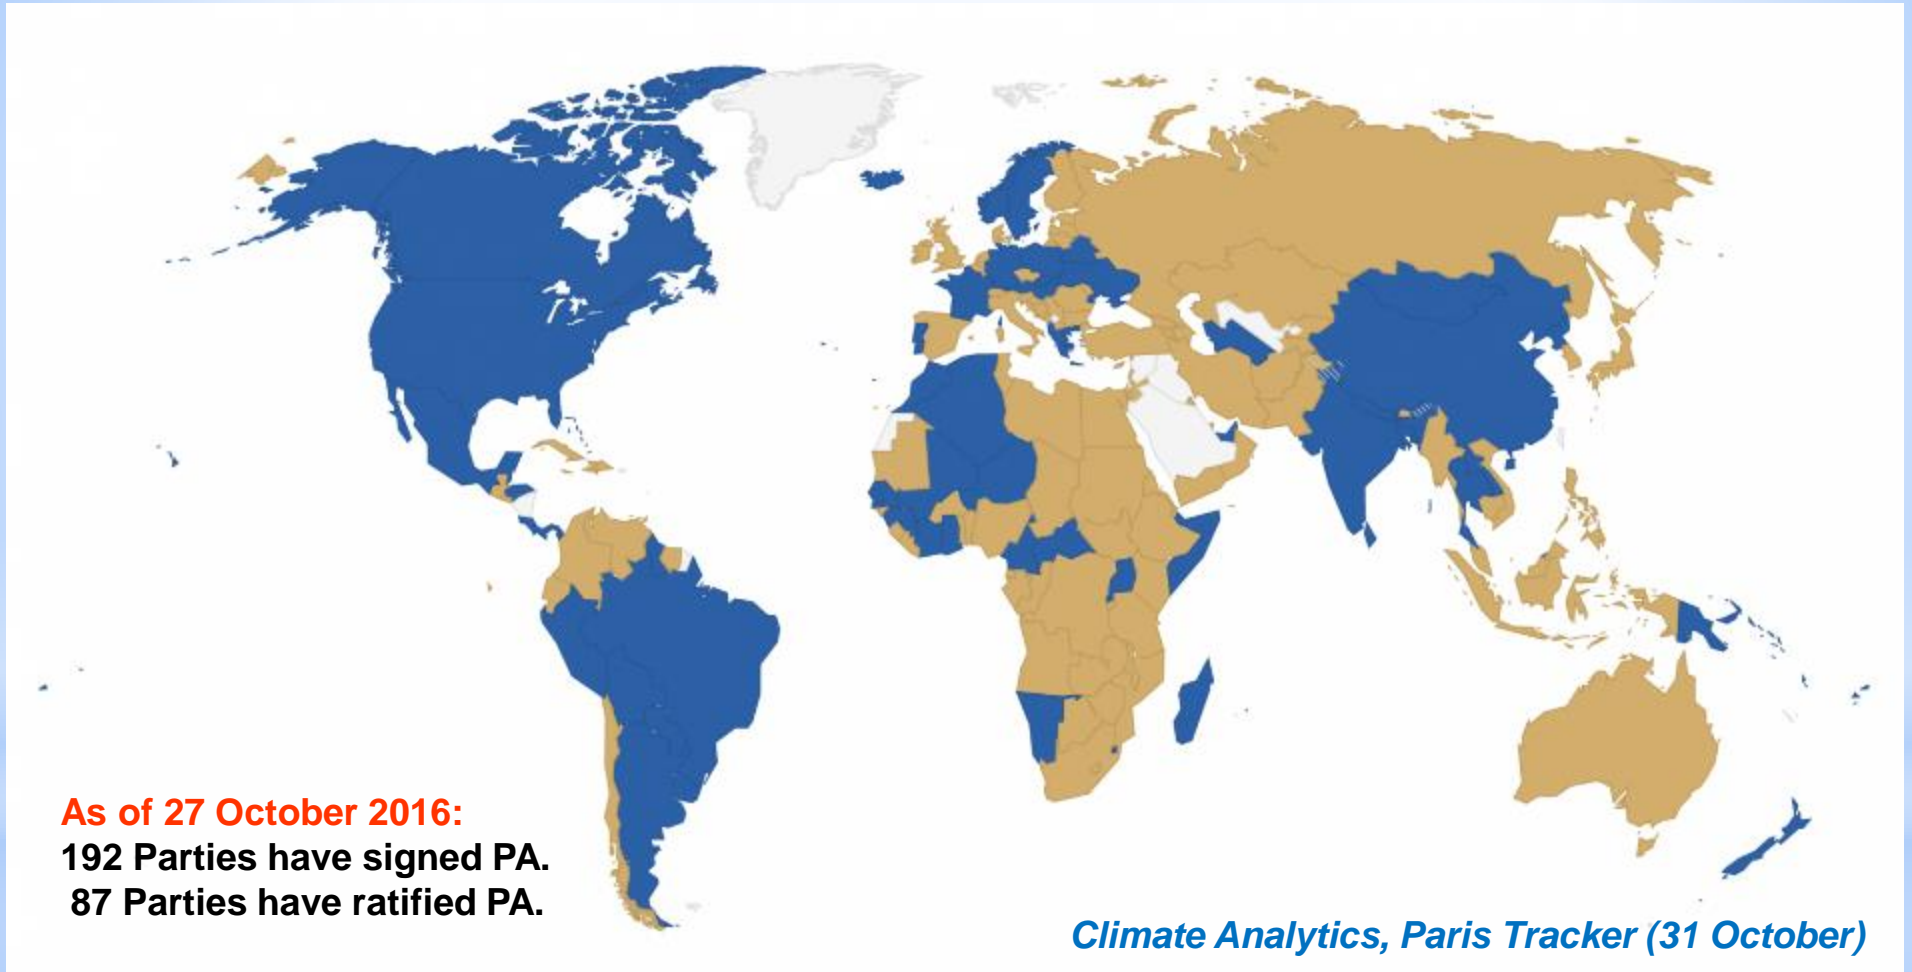 As of 27 October 2016:
192 Parties have signed PA.
87 Parties have ratified PA.
Climate Analytics, Paris Tracker (31 October)